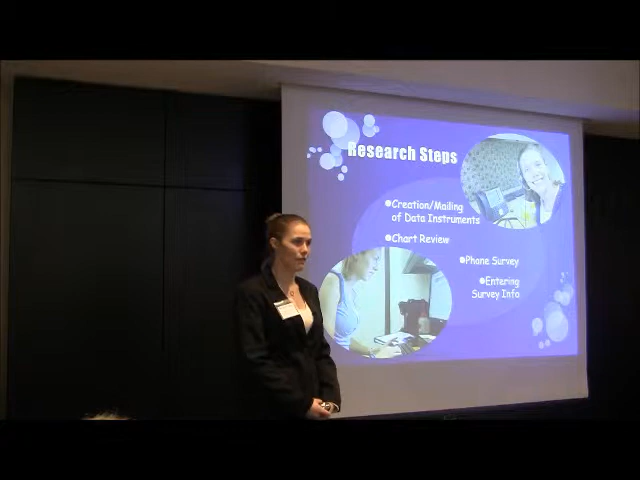 Research Steps
Creation/Mailing
of Data Instruments
Chart Review
Phone Survey
Entering
Survey Info